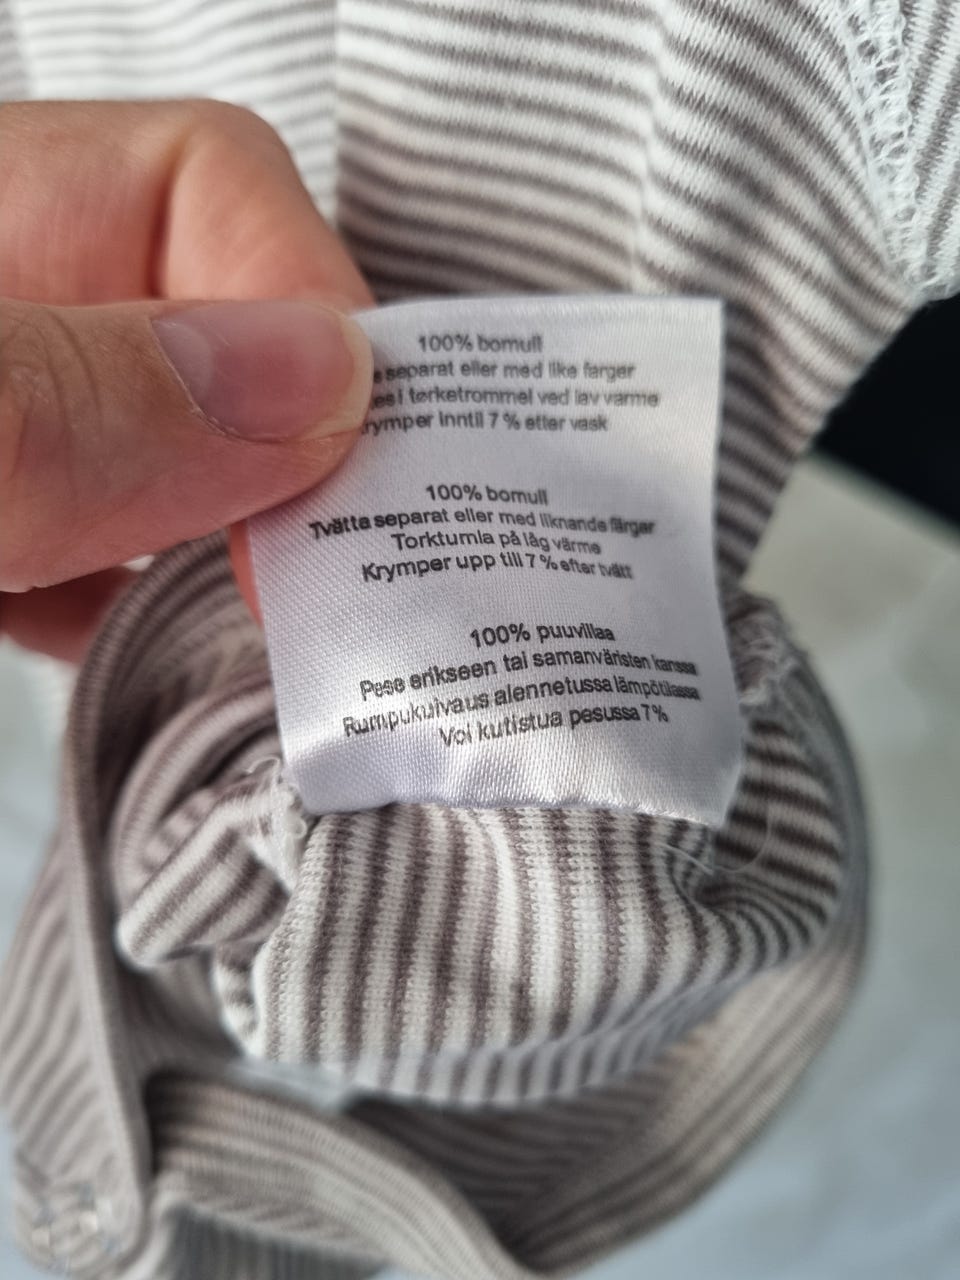 100% bomull
separat eller med like farger
i tørketrommel ved lav varme
Krymper inntil 7 % etter vask
100% bomull
Tvätta separat eller med liknande färger
Torktumla på låg värme
Krymper upp till 7 % efter tvätt
100% puuvillaa
Pese erikseen tai samanväristen kanssa
Rumpukuivaus alennetussa lämpötilassa
Voi kutistua pesussa 7%